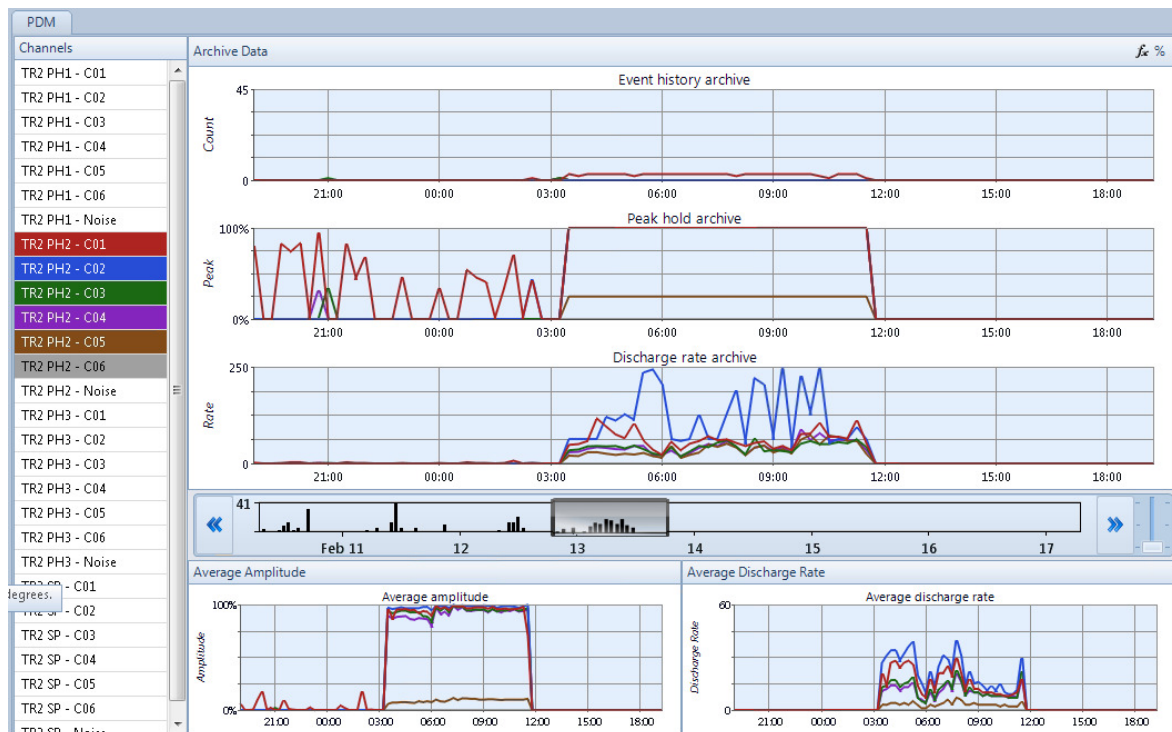 PDM
Channels
TR2 PH1 - C01
TR2 PH1 - C02
TR2 PH1 - C03
TR2 PH1 - C04
TR2 PH1 - C05
TR2 PH1 - C06
TR2 PH1 - Noise
TR2 PH2 - C01
TR2 PH2 - C02
TR2 PH2 - C03
TR2 PH2 - C04
TR2 PH2 - C05
TR2 PH2 - C06
TR2 PH2 - Noise
TR2 PH3 - C01
TR2 PH3 - C02
TR2 PH3 - C03
TR2 PH3 - C04
TR2 PH3 - C05
TR2 PH3 - C06
TR2 PH3 - Noise
TR2 SP - C01
degrees.
TR2 SP - C02
TR2 SP - C03
TR2 SP - C04
TR2 SP - C05
TR2 SP - C06
TR2 SP - Noise
Archive Data
fx %
Event history archive
45
Count
0
21:00 00:00 03:00 06:00 09:00 12:00 15:00 18:00
Peak hold archive
100%
Peak
0%
21:00 00:00 03:00 06:00 09:00 12:00 15:00 18:00
Discharge rate archive
250
Rate
0
21:00 00:00 03:00 06:00 09:00 12:00 15:00 18:00
41
Feb 11 12 13 14 15 16 17
Average Amplitude
Average amplitude
100%
Amplitude
0%
21:00 00:00 03:00 06:00 09:00 12:00 15:00 18:00
Average Discharge Rate
Average discharge rate
60
Discharge Rate
0
21:00 00:00 03:00 06:00 09:00 12:00 15:00 18:00